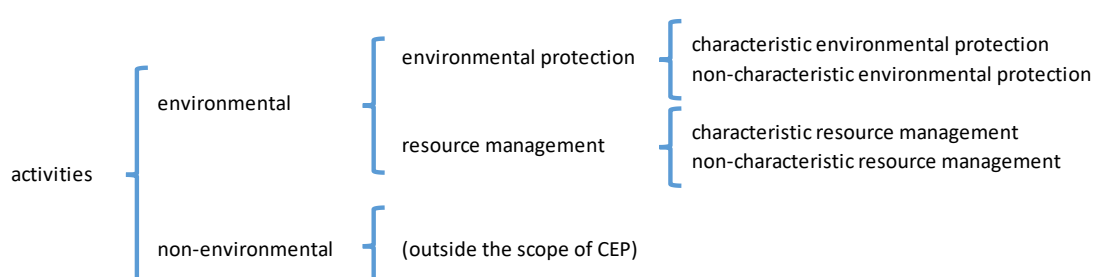 activities
environmental
environmental protection
characteristic environmental protection
non-characteristic environmental protection
resource management
characteristic resource management
non-characteristic resource management
non-environmental
(outside the scope of CEP)